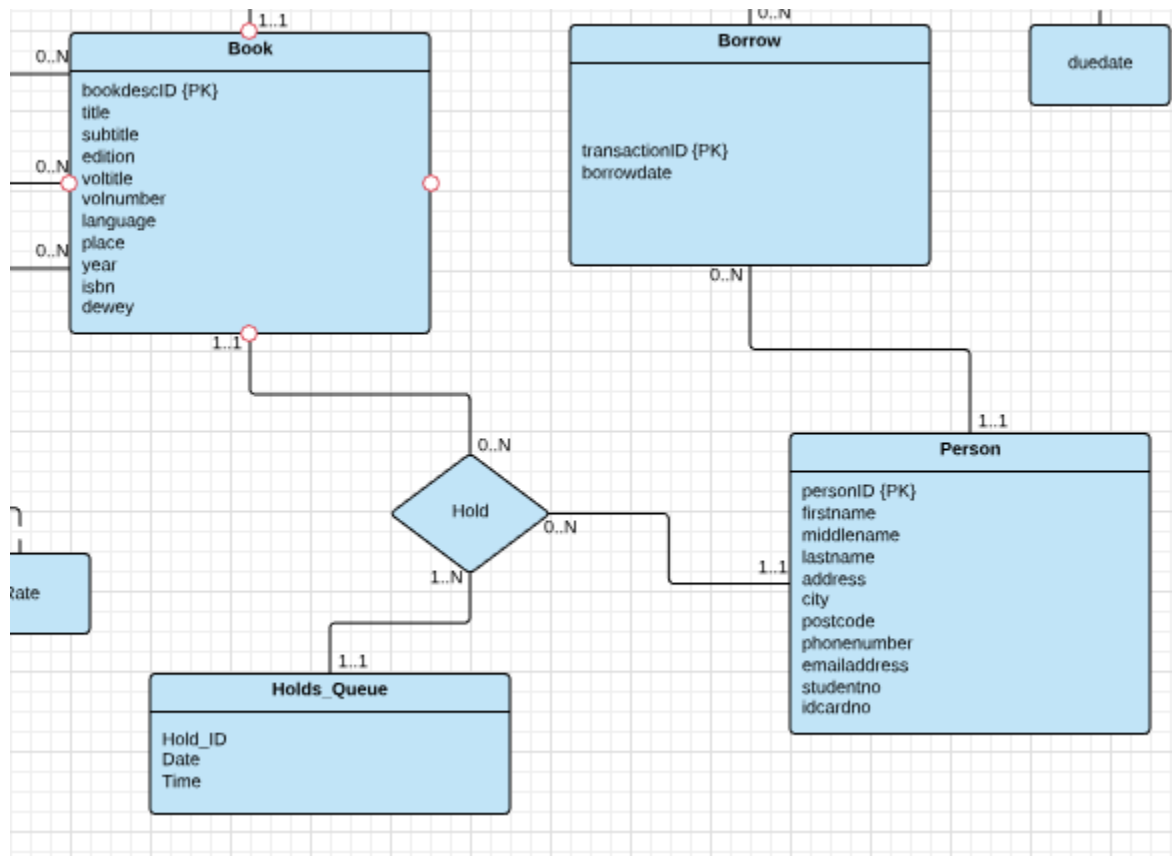 1..1
0..N
Book
0..N
bookdescID {PK}
title
subtitle
edition
0..N
voltitle
volnumber
language
place
0..N
year
isbn
dewey
1..1
0..N
Borrow
transactionID {PK}
borrowdate
0..N
duedate
0..N
Hold
0..N
1..N
1..1
1..1
Person
personID {PK}
firstname
middlename
lastname
address
city
postcode
phonenumber
emailaddress
studentno
idcardno
Rate
1..1
Holds_Queue
Hold_ID
Date
Time